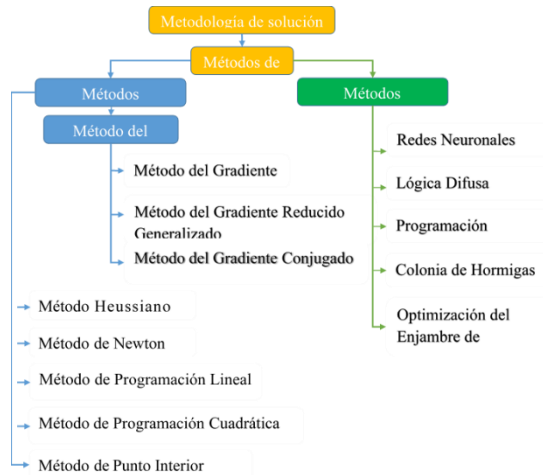 Metodología de solución
Métodos de
Métodos
Método del
Método del Gradiente
Método del Gradiente Reducido
Generalizado
Método del Gradiente Conjugado
Método Heussiano
Método de Newton
Método de Programación Lineal
Método de Programación Cuadrática
Método de Punto Interior
Métodos
Redes Neuronales
Lógica Difusa
Programación
Colonia de Hormigas
Optimización del
Enjambre de